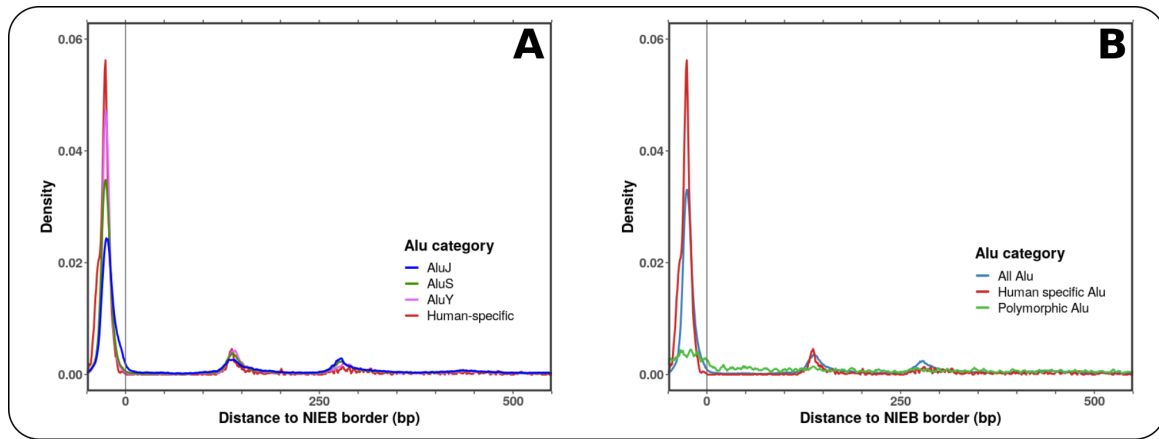 A
0.06
0.04
0.02
0.00
Density
Alu category
AluJ
AluS
AluY
Human-specific
0
250
500
Distance to NIEB border (bp)
B
0.06
0.04
0.02
0.00
Density
Alu category
All Alu
Human specific Alu
Polymorphic Alu
0
250
500
Distance to NIEB border (bp)